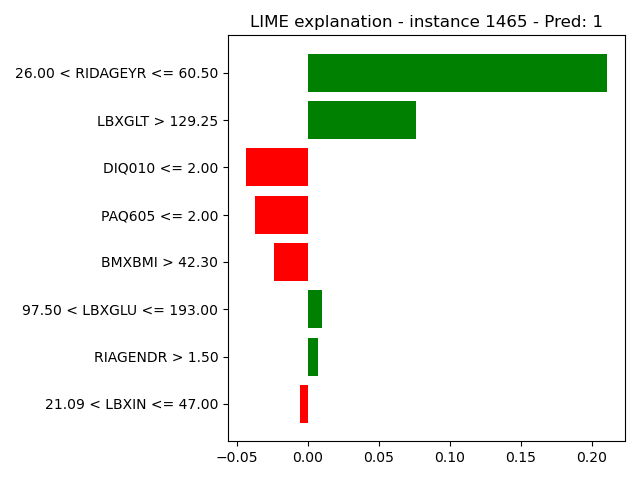 LIME explanation - instance 1465 - Pred: 1
26.00 < RIDAGEYR <= 60.50
LBXGLT > 129.25
DIQ010 <= 2.00
PAQ605 <= 2.00
BMXBMI > 42.30
97.50 < LBXGLU <= 193.00
RIAGENDR > 1.50
21.09 < LBXIN <= 47.00
−0.05 0.00 0.05 0.10 0.15 0.20